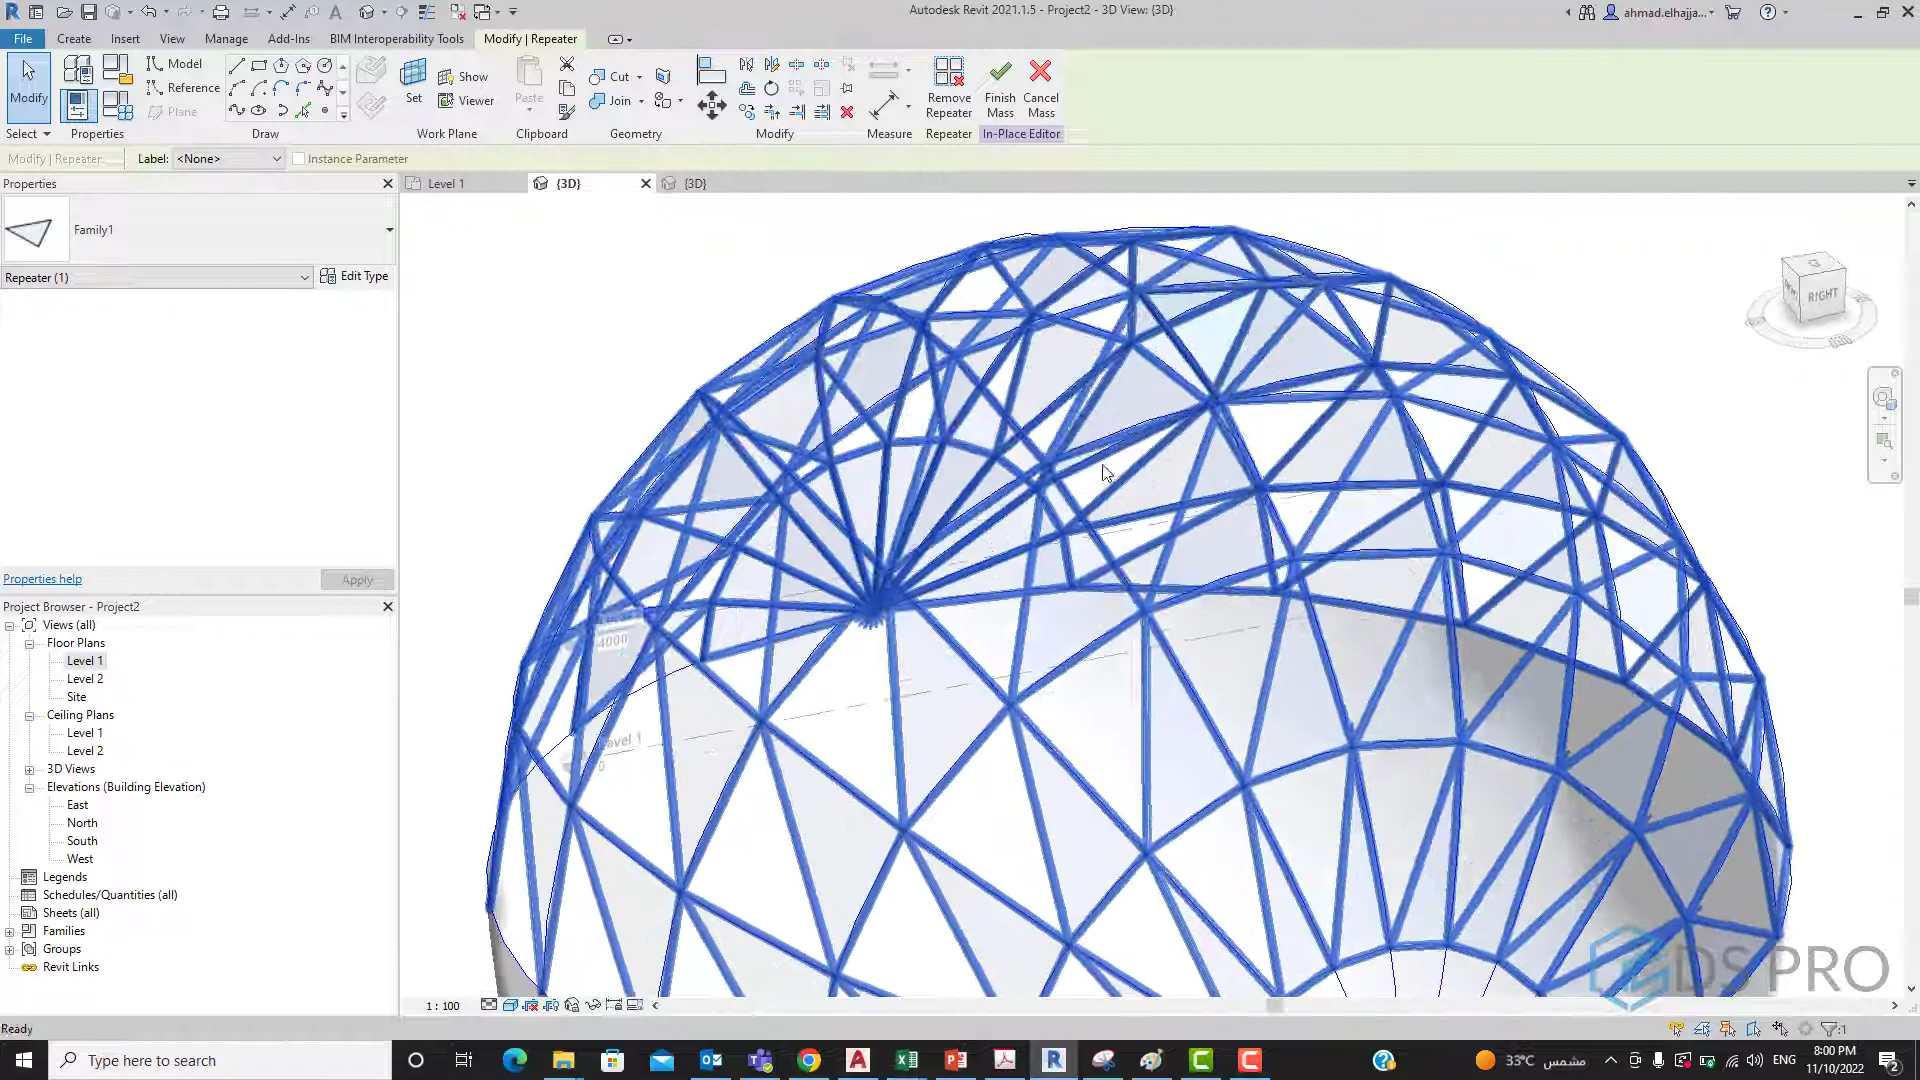 Autodesk Revit 2021.1.5 - Project2 - 3D View: {3D}
ahmad.elhajja...
File Create Insert View Manage Add-Ins BIM Interoperability Tools Modify | Repeater
Modify
Model
Reference
Plane
Set
Show
Viewer
Paste
Cut
Join
Remove Repeater
Finish Mass
Cancel Mass
Select Properties Draw Work Plane Clipboard Geometry Modify Measure Repeater In-Place Editor
Modify | Repeater Label: <None> Instance Parameter
Properties
Level 1
{3D}
{3D}
Family1
Repeater (1)
Edit Type
RIGHT
Properties help
Apply
Project Browser - Project2
Views (all)
Floor Plans
Level 1
Level 2
Site
Ceiling Plans
Level 1
Level 2
3D Views
Elevations (Building Elevation)
East
North
South
West
Legends
Schedules/Quantities (all)
Sheets (all)
Families
Groups
Revit Links
4000
Level 1
0
DS PRO
1 : 100
Ready
:1
Type here to search
33°C مشمس
ENG
8:00 PM
11/10/2022
2